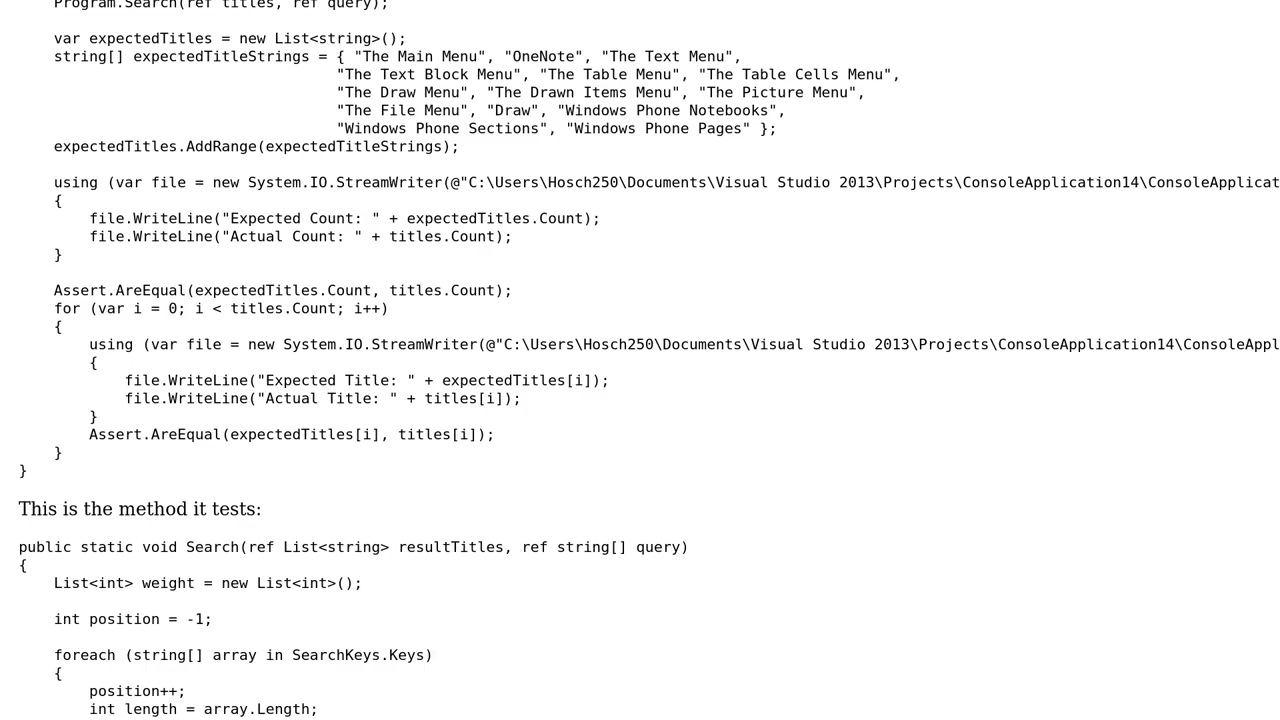 Program.Search(ref titles, ref query);
var expectedTitles = new List<string>();
string[] expectedTitleStrings = { "The Main Menu", "OneNote", "The Text Menu",
"The Text Block Menu", "The Table Menu", "The Table Cells Menu",
"The Draw Menu", "The Drawn Items Menu", "The Picture Menu",
"The File Menu", "Draw", "Windows Phone Notebooks",
"Windows Phone Sections", "Windows Phone Pages" };
expectedTitles.AddRange(expectedTitleStrings);
using (var file = new System.IO.StreamWriter(@"C:\Users\Hosch250\Documents\Visual Studio 2013\Projects\ConsoleApplication14\ConsoleApplicat
{
file.WriteLine("Expected Count: " + expectedTitles.Count);
file.WriteLine("Actual Count: " + titles.Count);
}
Assert.AreEqual(expectedTitles.Count, titles.Count);
for (var i = 0; i < titles.Count; i++)
{
using (var file = new System.IO.StreamWriter(@"C:\Users\Hosch250\Documents\Visual Studio 2013\Projects\ConsoleApplication14\ConsoleAppl
{
file.WriteLine("Expected Title: " + expectedTitles[i]);
file.WriteLine("Actual Title: " + titles[i]);
}
Assert.AreEqual(expectedTitles[i], titles[i]);
}
}
This is the method it tests:
public static void Search(ref List<string> resultTitles, ref string[] query)
{
List<int> weight = new List<int>();
int position = -1;
foreach (string[] array in SearchKeys.Keys)
{
position++;
int length = array.Length;